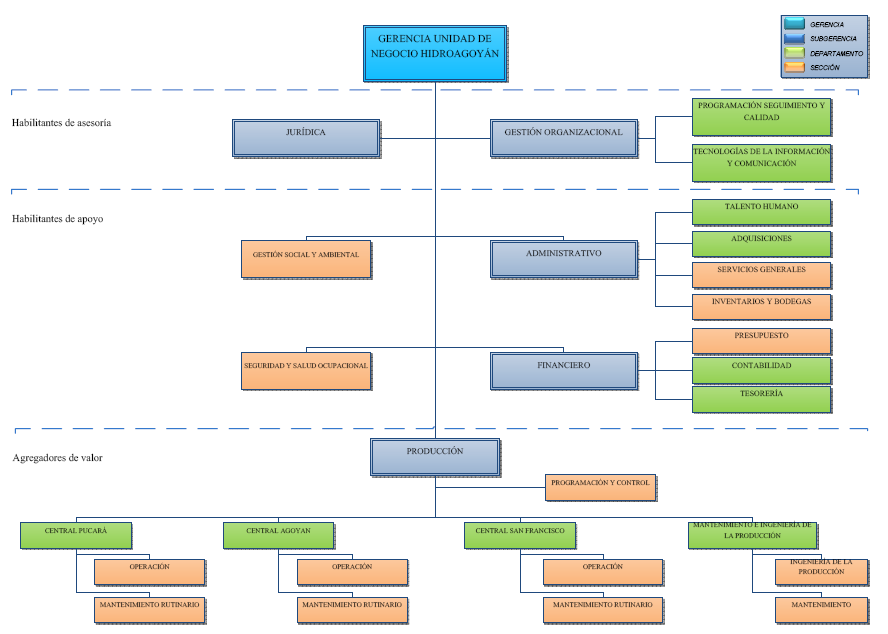 GERENCIA UNIDAD DE
NEGOCIO HIDROAGOYÁN
GERENCIA
SUBGERENCIA
DEPARTAMENTO
SECCIÓN
Habilitantes de asesoría
JURÍDICA
GESTIÓN ORGANIZACIONAL
PROGRAMACIÓN SEGUIMIENTO Y
CALIDAD
TECNOLOGÍAS DE LA INFORMACIÓN
Y COMUNICACIÓN
Habilitantes de apoyo
GESTIÓN SOCIAL Y AMBIENTAL
ADMINISTRATIVO
TALENTO HUMANO
ADQUISICIONES
SERVICIOS GENERALES
INVENTARIOS Y BODEGAS
SEGURIDAD Y SALUD OCUPACIONAL
FINANCIERO
PRESUPUESTO
CONTABILIDAD
TESORERÍA
Agregadores de valor
PRODUCCIÓN
PROGRAMACIÓN Y CONTROL
CENTRAL PUCARÁ
OPERACIÓN
MANTENIMIENTO RUTINARIO
CENTRAL AGOYAN
OPERACIÓN
MANTENIMIENTO RUTINARIO
CENTRAL SAN FRANCISCO
OPERACIÓN
MANTENIMIENTO RUTINARIO
MANTENIMIENTO E INGENIERÍA DE
LA PRODUCCIÓN
INGENIERÍA DE LA
PRODUCCIÓN
MANTENIMIENTO